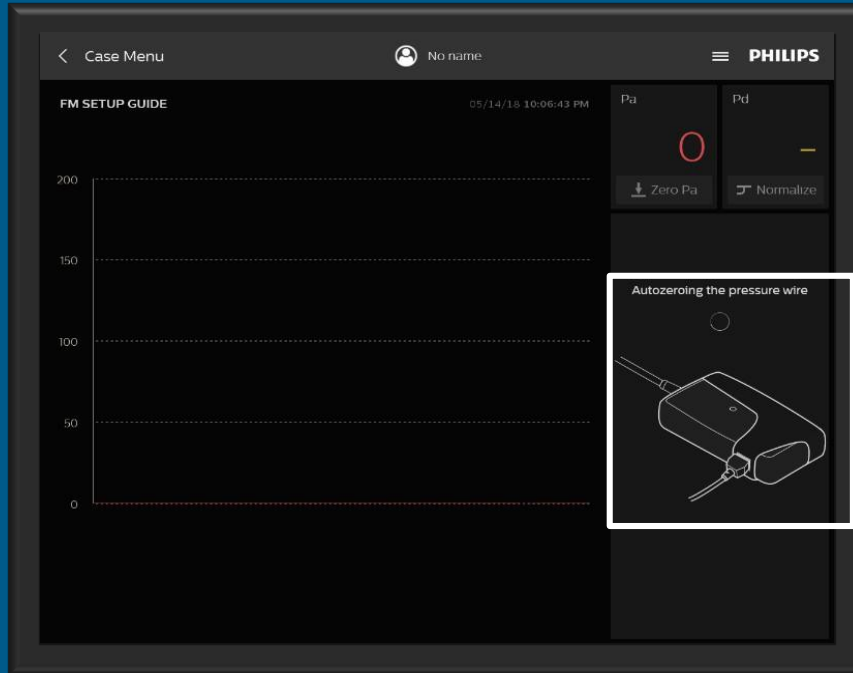 Case Menu
No name
PHILIPS
FM SETUP GUIDE
05/14/18 10:06:43 PM
Pa
Pd
0
–
Zero Pa
Normalize
200
150
100
50
0
Autozeroing the pressure wire